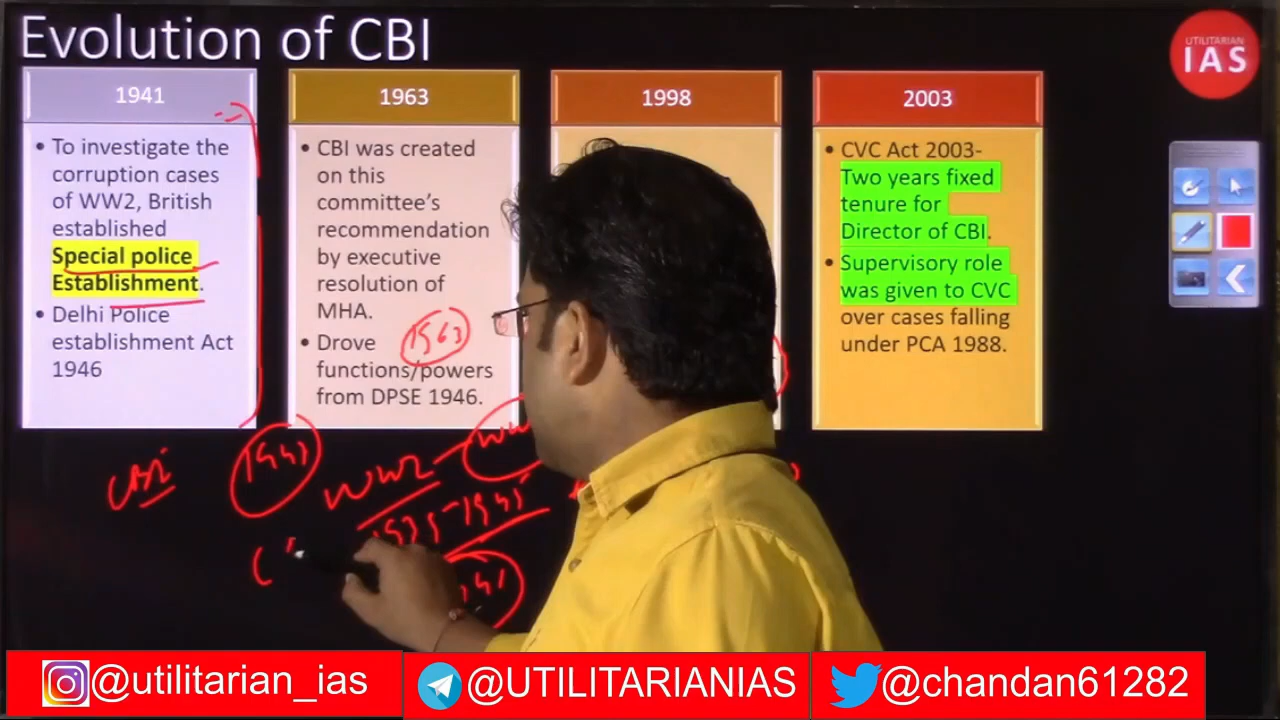 Evolution of CBI
UTILITARIAN
IAS
1941
• To investigate the
corruption cases
of WW2, British
established
Special police
Establishment.
• Delhi Police
establishment Act
1946
1963
• CBI was created
on this
committee's
recommendation
by executive
resolution of
MHA.
• Drove
functions/powers
from DPSE 1946.
1963
1998
2003
• CVC Act 2003-
Two years fixed
tenure for
Director of CBI.
• Supervisory role
was given to CVC
over cases falling
under PCA 1988.
CBI
1941
WW2
@utilitarian_ias
@UTILITARIANIAS
@chandan61282